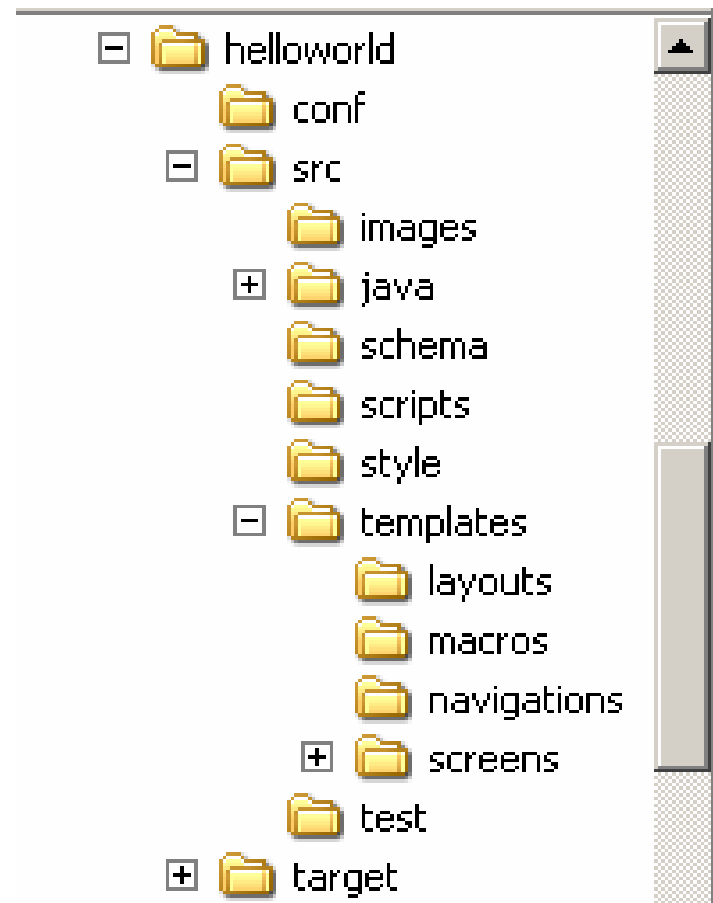 helloworld
conf
src
images
java
schema
scripts
style
templates
layouts
macros
navigations
screens
test
target